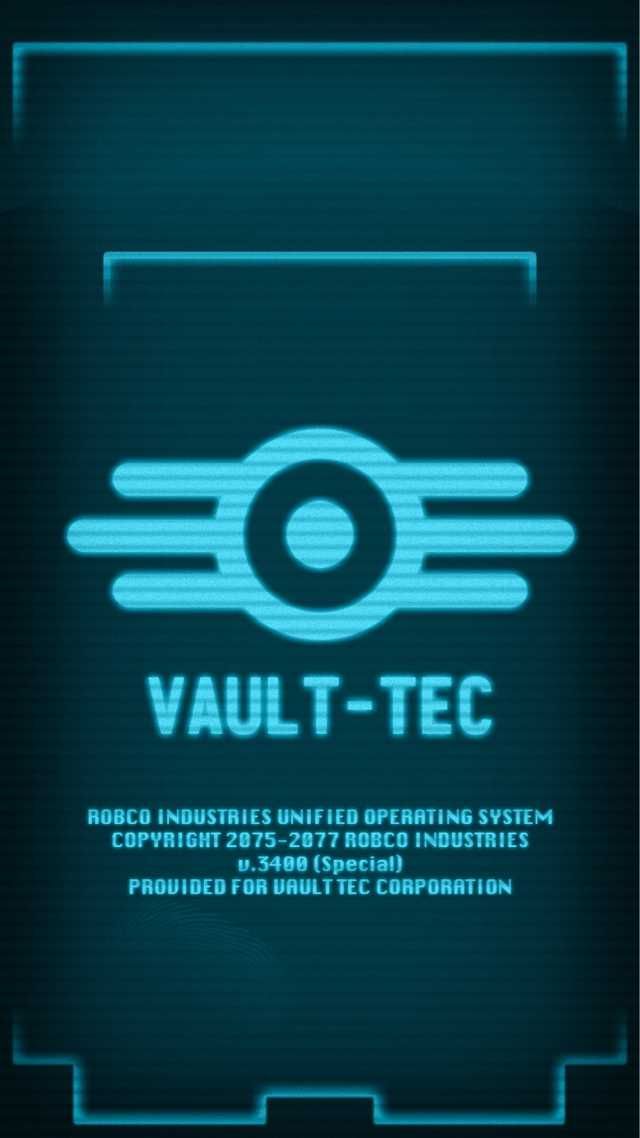 VAULT-TEC
ROBCO INDUSTRIES UNIFIED OPERATING SYSTEM
COPYRIGHT 2075-2077 ROBCO INDUSTRIES
v.3400 (Special)
PROVIDED FOR VAULT TEC CORPORATION